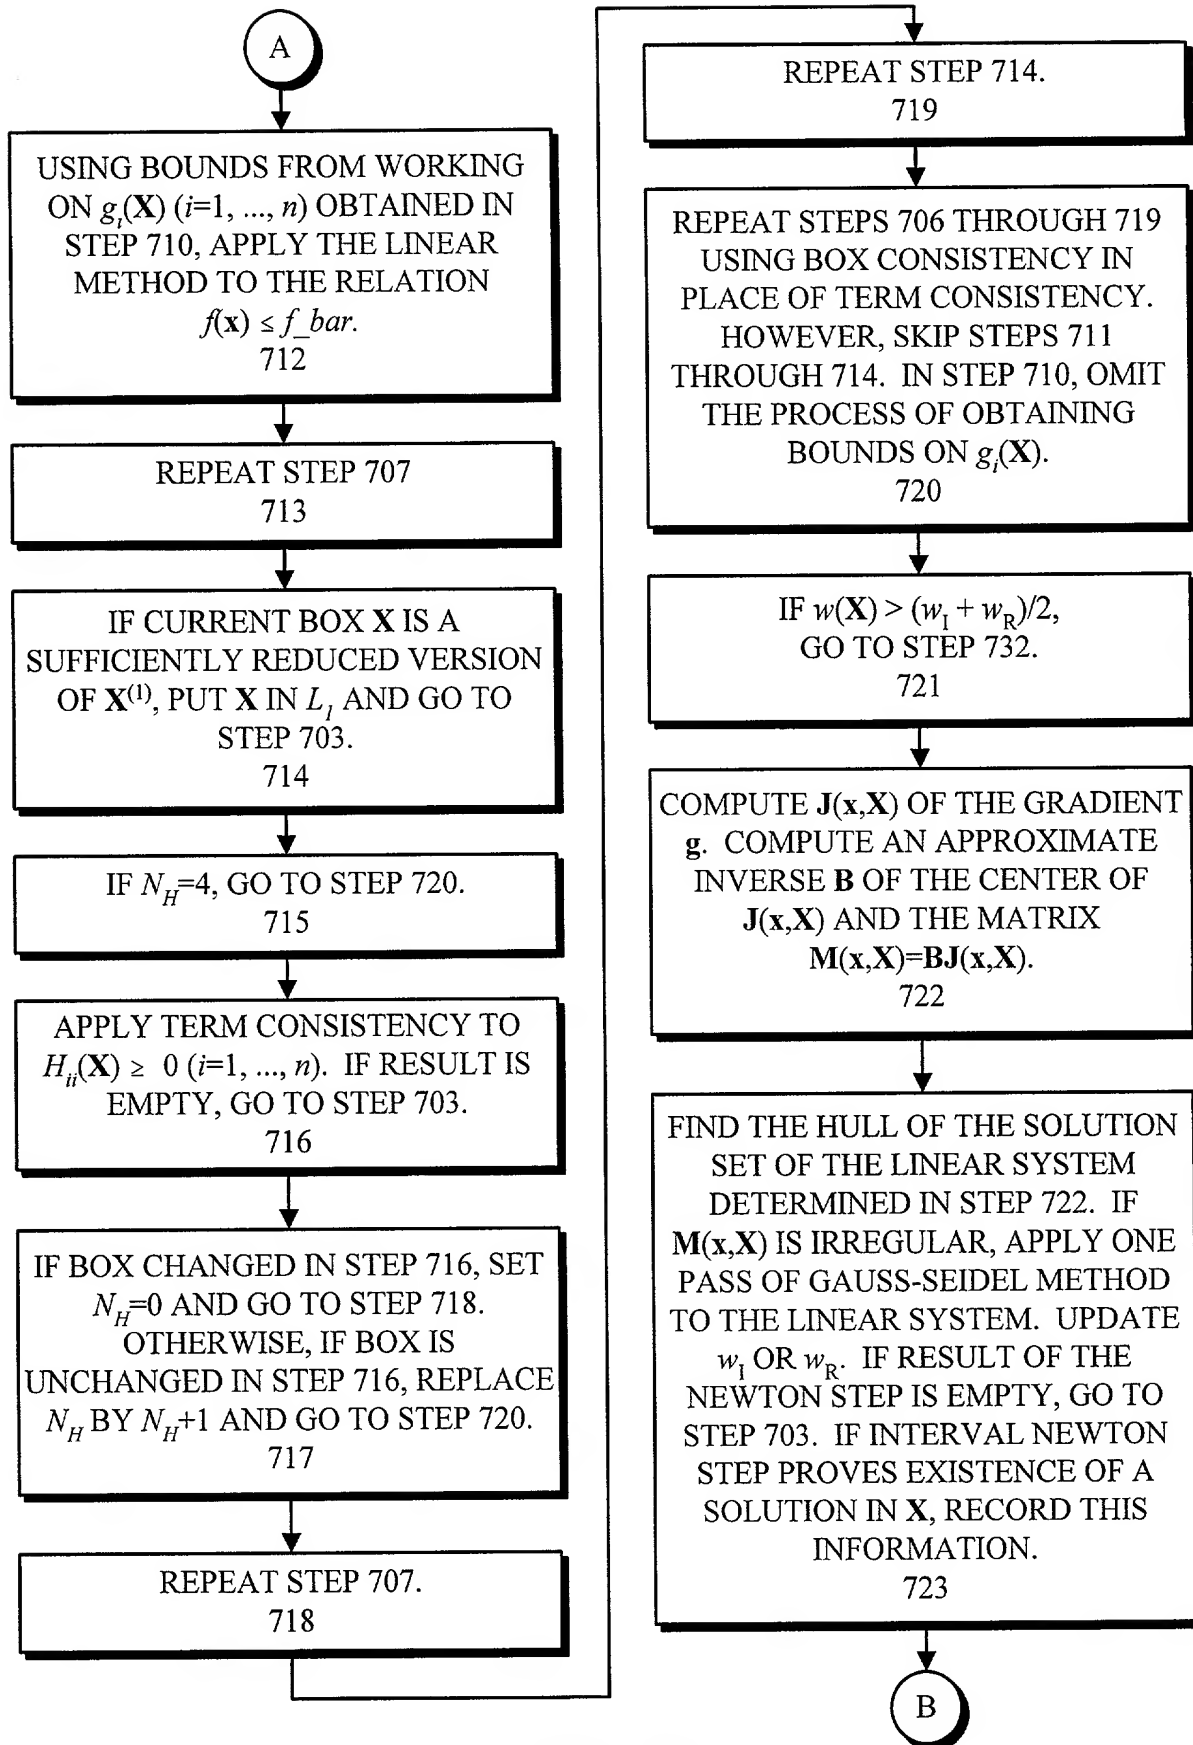 A
USING BOUNDS FROM WORKING
ON g_i(X) (i=1, ..., n) OBTAINED IN
STEP 710, APPLY THE LINEAR
METHOD TO THE RELATION
f(x) ≤ f_bar.
712
REPEAT STEP 707
713
IF CURRENT BOX X IS A
SUFFICIENTLY REDUCED VERSION
OF X^(1), PUT X IN L_1 AND GO TO
STEP 703.
714
IF N_H=4, GO TO STEP 720.
715
APPLY TERM CONSISTENCY TO
H_ii(X) ≥ 0 (i=1, ..., n). IF RESULT IS
EMPTY, GO TO STEP 703.
716
IF BOX CHANGED IN STEP 716, SET
N_H=0 AND GO TO STEP 718.
OTHERWISE, IF BOX IS
UNCHANGED IN STEP 716, REPLACE
N_H BY N_H+1 AND GO TO STEP 720.
717
REPEAT STEP 707.
718
REPEAT STEP 714.
719
REPEAT STEPS 706 THROUGH 719
USING BOX CONSISTENCY IN
PLACE OF TERM CONSISTENCY.
HOWEVER, SKIP STEPS 711
THROUGH 714. IN STEP 710, OMIT
THE PROCESS OF OBTAINING
BOUNDS ON g_i(X).
720
IF w(X) > (w_I + w_R)/2,
GO TO STEP 732.
721
COMPUTE J(x,X) OF THE GRADIENT
g. COMPUTE AN APPROXIMATE
INVERSE B OF THE CENTER OF
J(x,X) AND THE MATRIX
M(x,X)=BJ(x,X).
722
FIND THE HULL OF THE SOLUTION
SET OF THE LINEAR SYSTEM
DETERMINED IN STEP 722. IF
M(x,X) IS IRREGULAR, APPLY ONE
PASS OF GAUSS-SEIDEL METHOD
TO THE LINEAR SYSTEM. UPDATE
w_I OR w_R. IF RESULT OF THE
NEWTON STEP IS EMPTY, GO TO
STEP 703. IF INTERVAL NEWTON
STEP PROVES EXISTENCE OF A
SOLUTION IN X, RECORD THIS
INFORMATION.
723
B